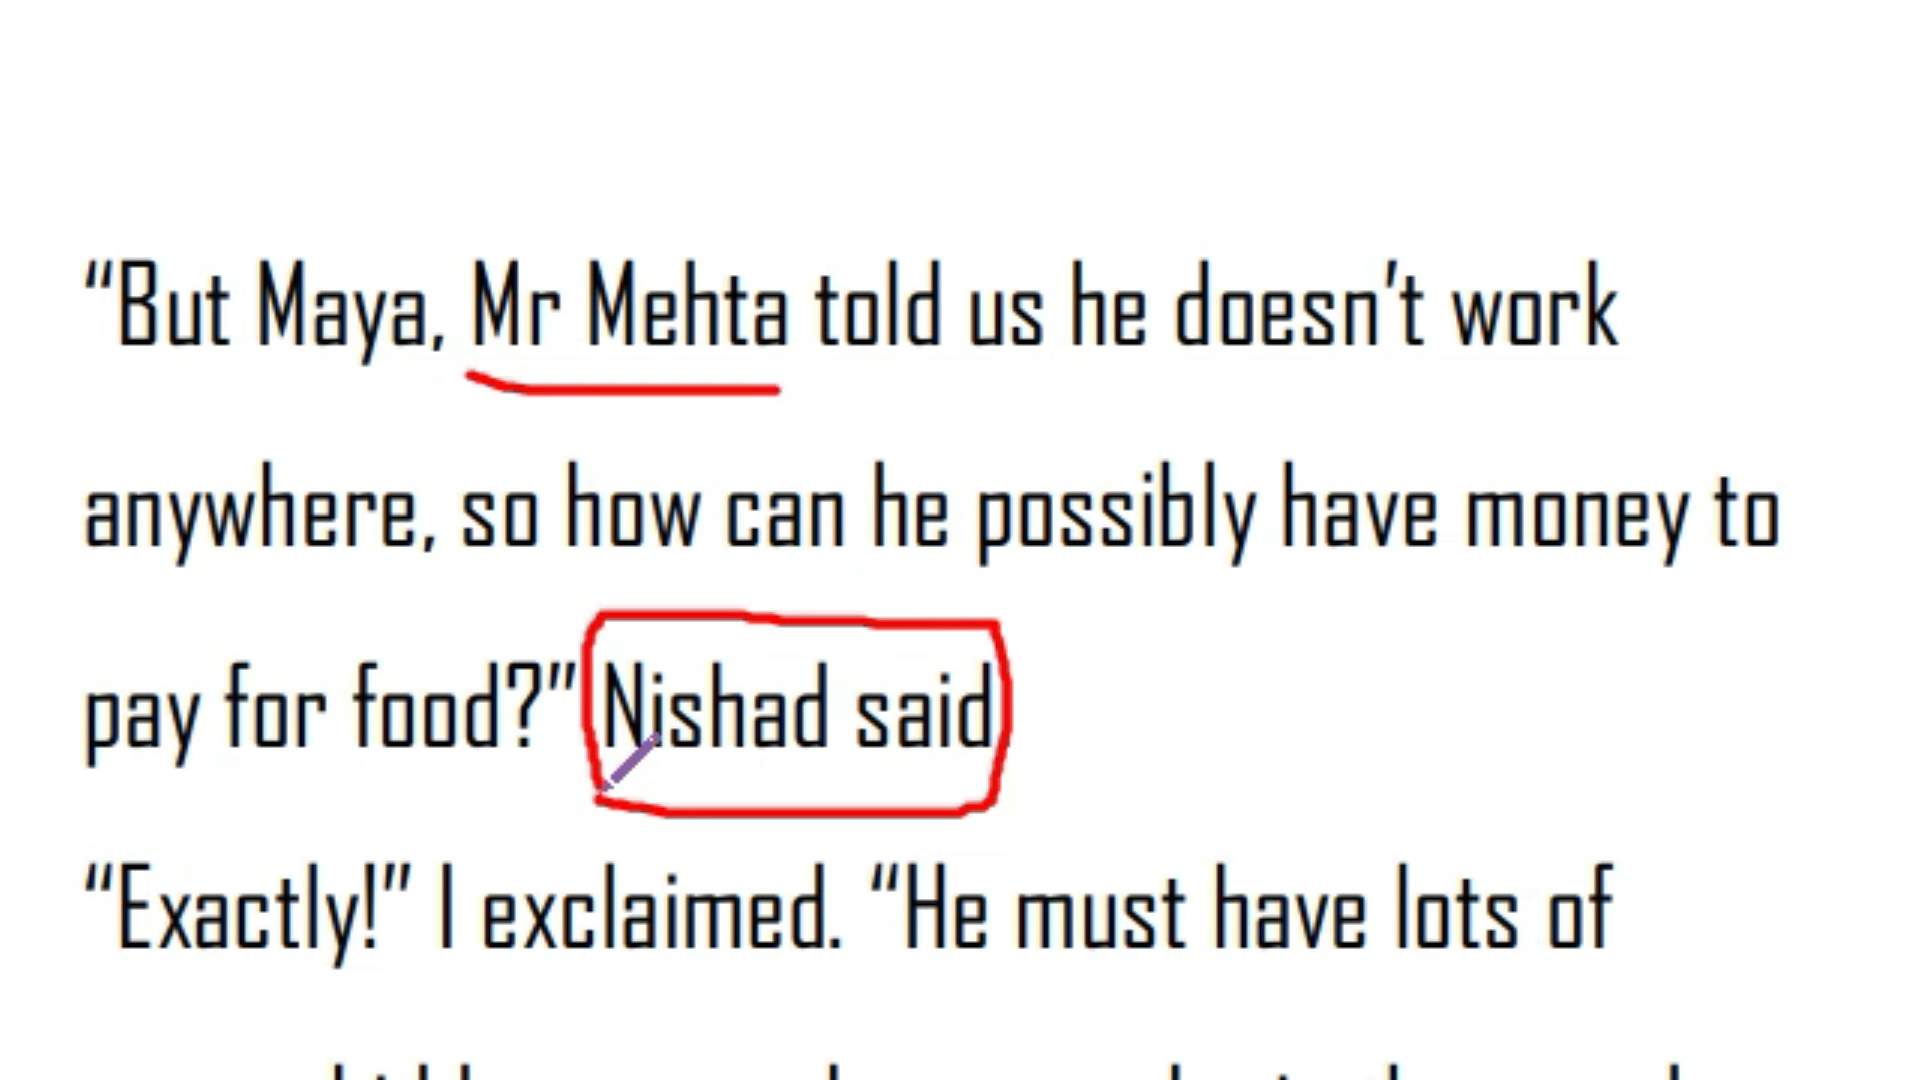 “But Maya, Mr Mehta told us he doesn’t work
anywhere, so how can he possibly have money to
pay for food?” Nishad said
“Exactly!” I exclaimed. “He must have lots of